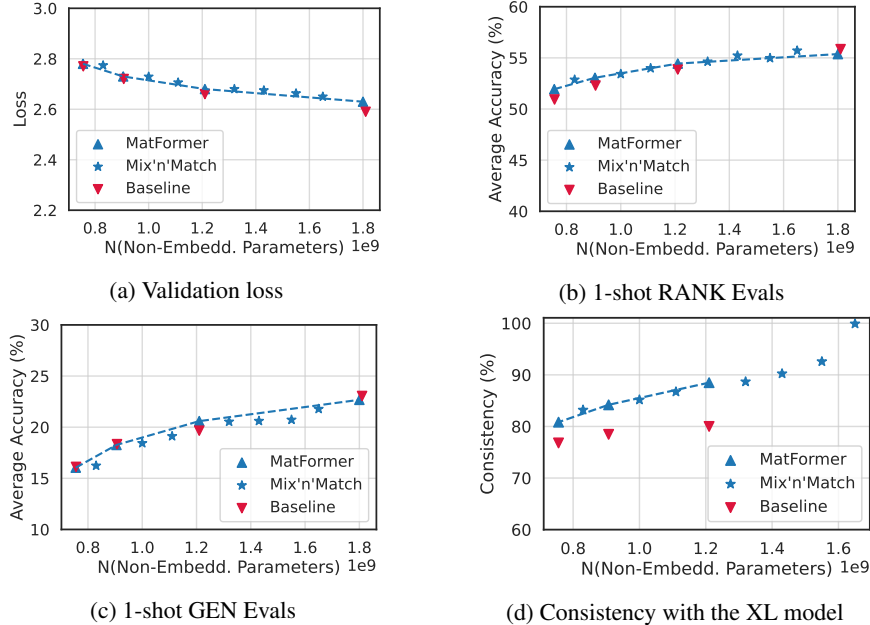 3.0
2.8
2.6
2.4
2.2
Loss
MatFormer
Mix'n'Match
Baseline
0.8 1.0 1.2 1.4 1.6 1.8
N(Non-Embedd. Parameters) 1e9
(a) Validation loss
60
55
50
45
40
Average Accuracy (%)
MatFormer
Mix'n'Match
Baseline
0.8 1.0 1.2 1.4 1.6 1.8
N(Non-Embedd. Parameters) 1e9
(b) 1-shot RANK Evals
30
25
20
15
10
Average Accuracy (%)
MatFormer
Mix'n'Match
Baseline
0.8 1.0 1.2 1.4 1.6 1.8
N(Non-Embedd. Parameters) 1e9
(c) 1-shot GEN Evals
100
90
80
70
60
Consistency (%)
MatFormer
Mix'n'Match
Baseline
0.8 1.0 1.2 1.4 1.6
N(Non-Embedd. Parameters) 1e9
(d) Consistency with the XL model